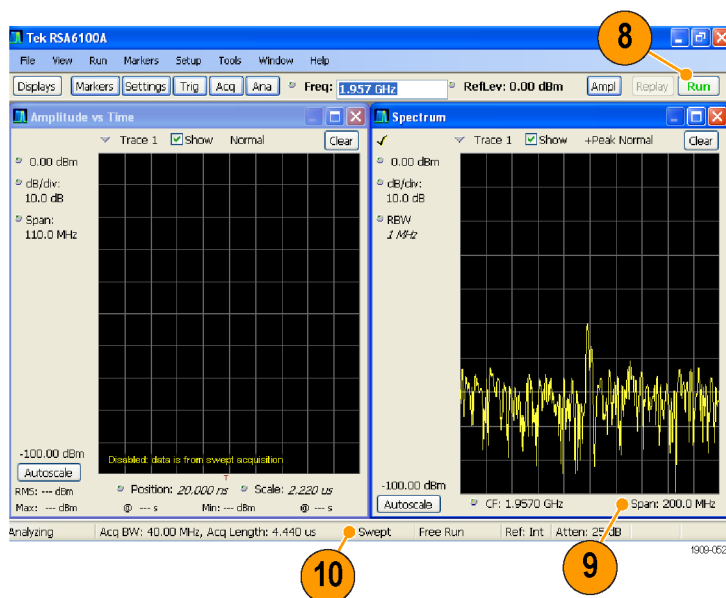 8
Tek RSA6100A
File View Run Markers Setup Tools Window Help
Displays Markers Settings Trig Acq Ana Freq: 1.957 GHz RefLev: 0.00 dBm Ampl Replay Run
Amplitude vs Time
Trace 1 Show Normal Clear
0.00 dBm
dB/div:
10.0 dB
Span:
110.0 MHz
-100.00 dBm
Autoscale
Disabled: data is from swept acquisition
T
Position: 20.000 ns Scale: 2.220 us
RMS: --- dBm
Max: --- dBm @ --- s Min: --- dBm @ --- s
Spectrum
Trace 1 Show +Peak Normal Clear
0.00 dBm
dB/div:
10.0 dB
RBW
1 MHz
-100.00 dBm
Autoscale CF: 1.9570 GHz Span: 200.0 MHz
Analyzing Acq BW: 40.00 MHz, Acq Length: 4.440 us Swept Free Run Ref: Int Atten: 25 dB
10
9
1909-052